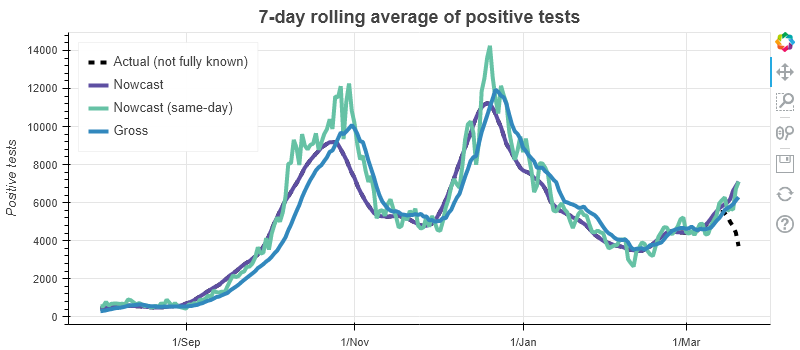 7-day rolling average of positive tests
Actual (not fully known)
Nowcast
Nowcast (same-day)
Gross
Positive tests
14000
12000
10000
8000
6000
4000
2000
0
1/Sep
1/Nov
1/Jan
1/Mar